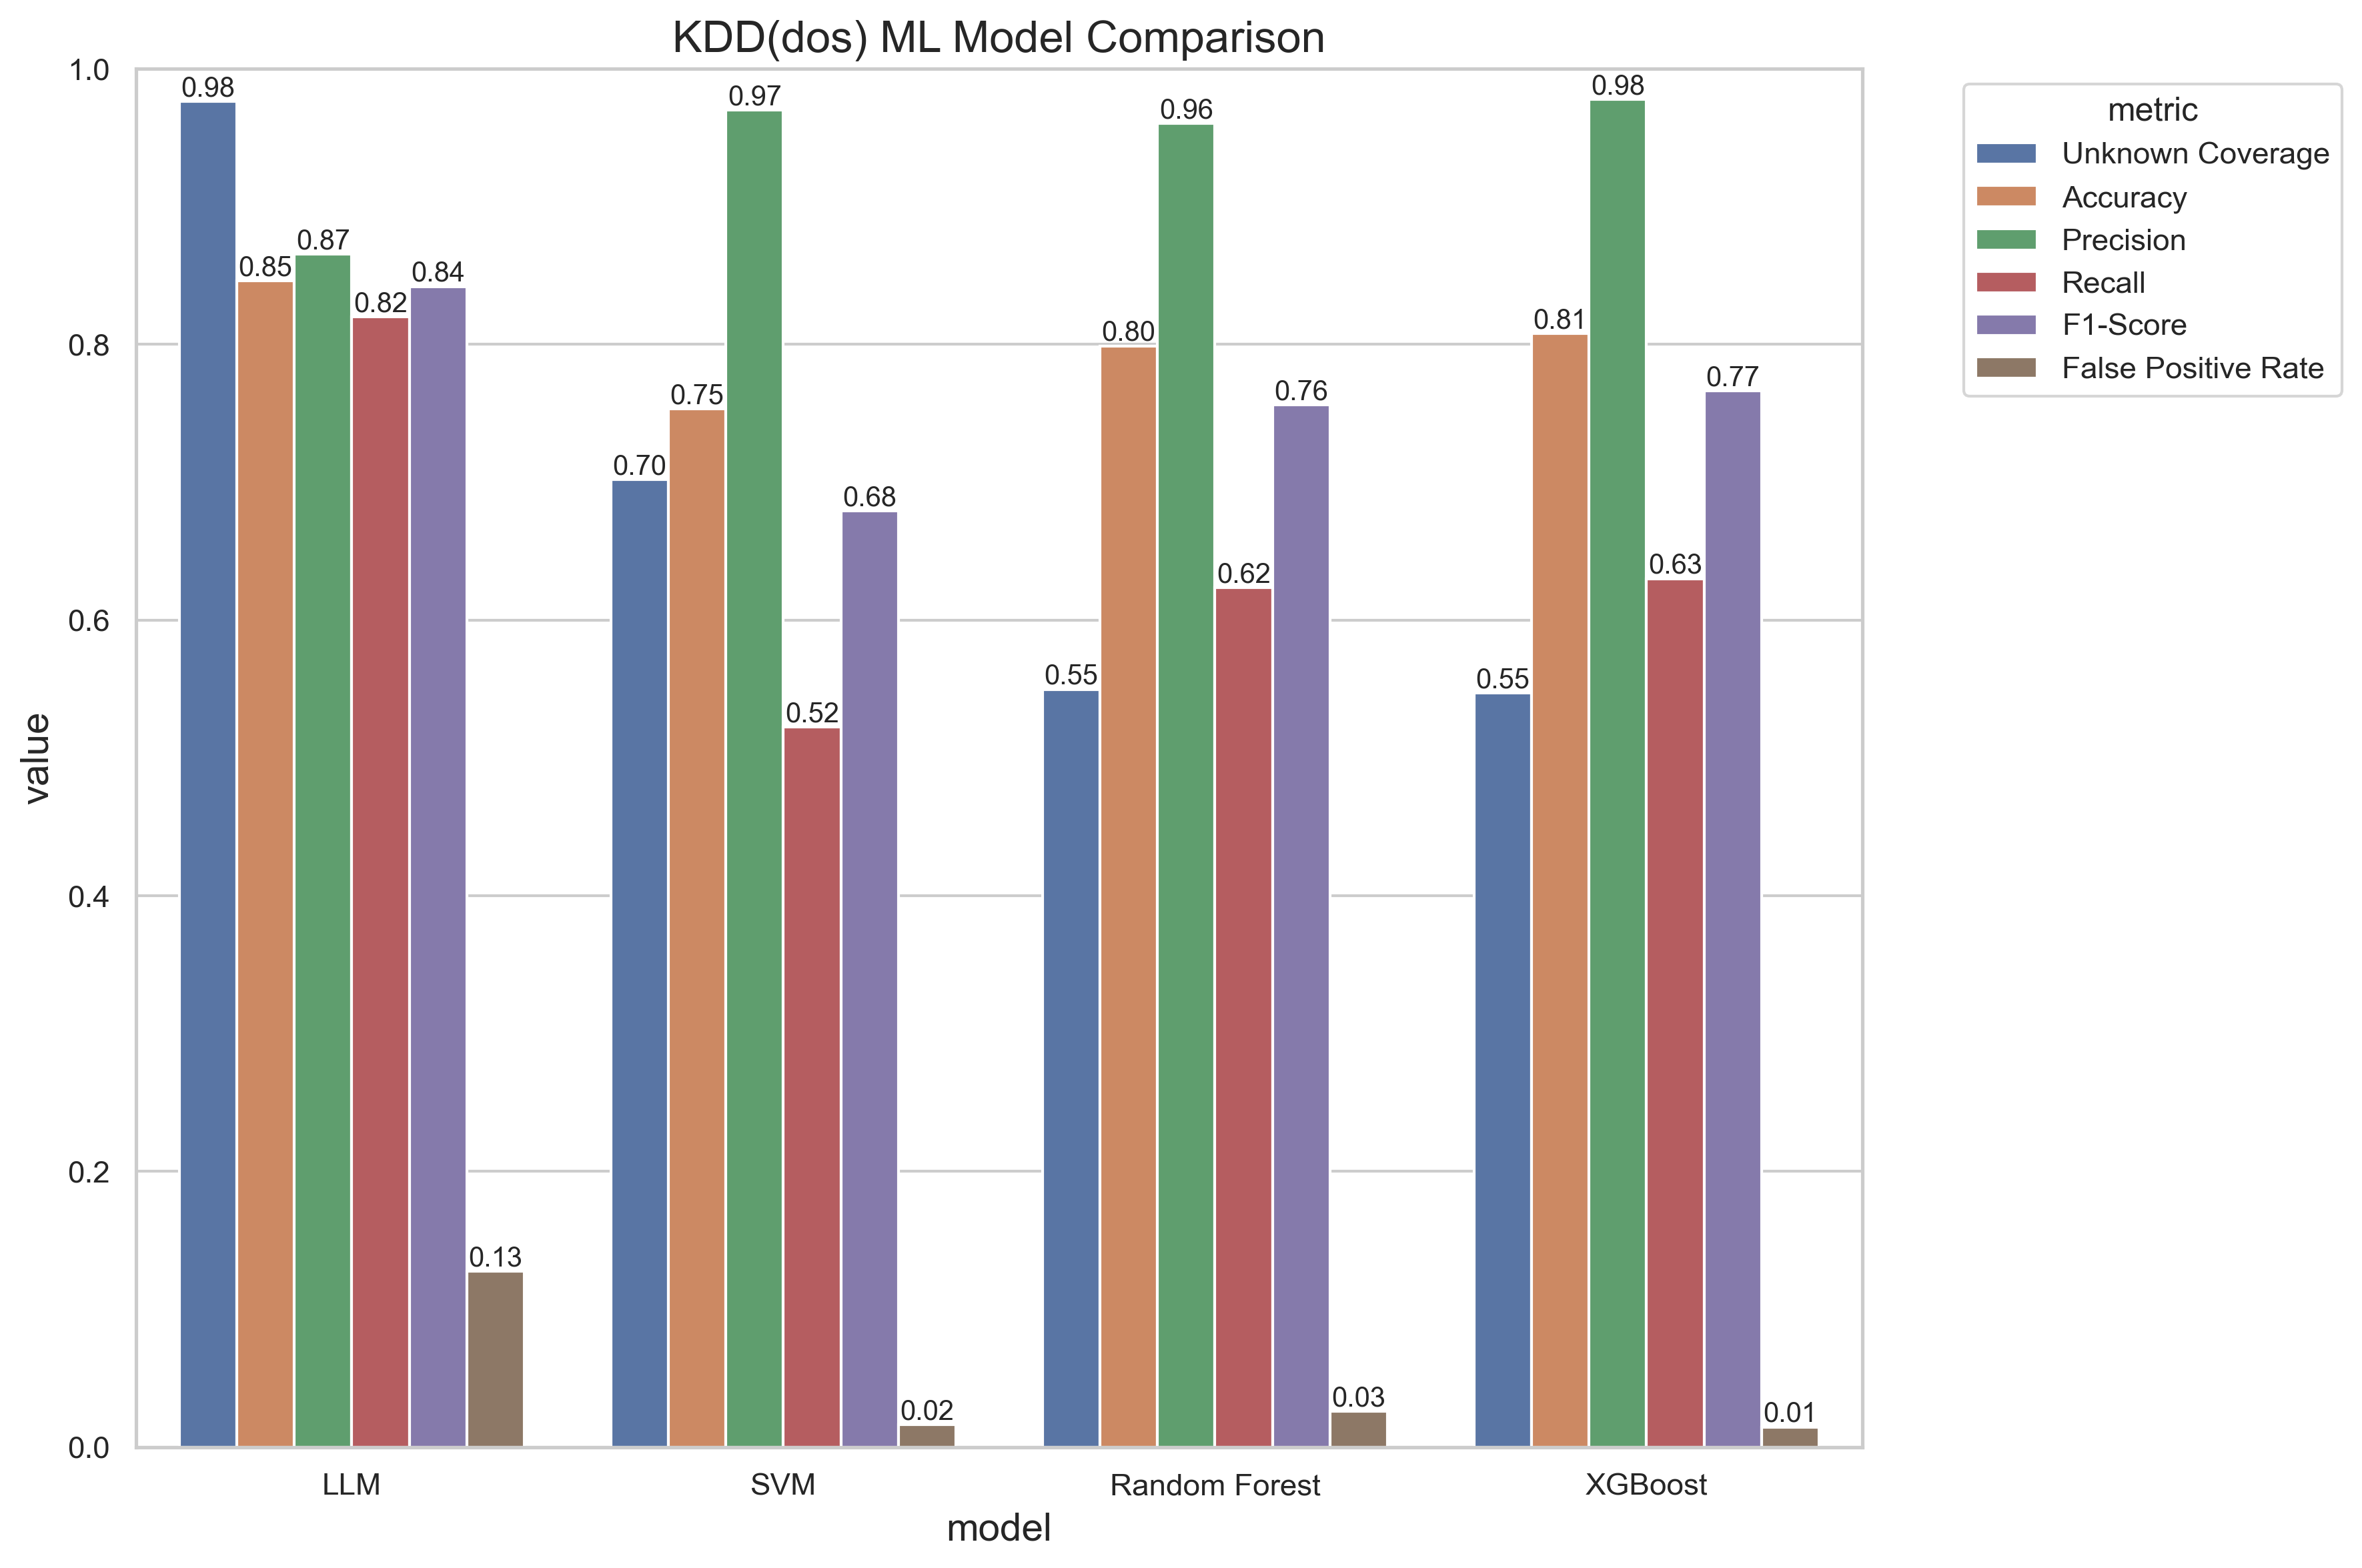 KDD(dos) ML Model Comparison
1.0
0.8
0.6
0.4
0.2
0.0
value
0.98
0.85
0.87
0.82
0.84
0.13
0.70
0.75
0.97
0.52
0.68
0.02
0.55
0.80
0.96
0.62
0.76
0.03
0.55
0.81
0.98
0.63
0.77
0.01
LLM
SVM
Random Forest
XGBoost
model
metric
Unknown Coverage
Accuracy
Precision
Recall
F1-Score
False Positive Rate